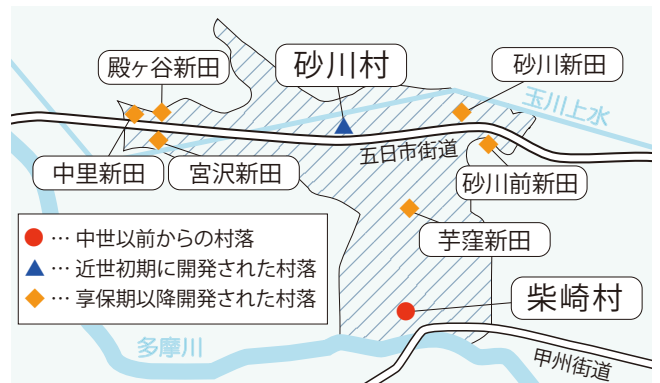 殿ヶ谷新田
砂川村
砂川新田
玉川上水
中里新田
宮沢新田
五日市街道
砂川前新田
芋窪新田
● … 中世以前からの村落
▲ … 近世初期に開発された村落
◆ … 享保期以降開発された村落
柴崎村
多摩川
甲州街道